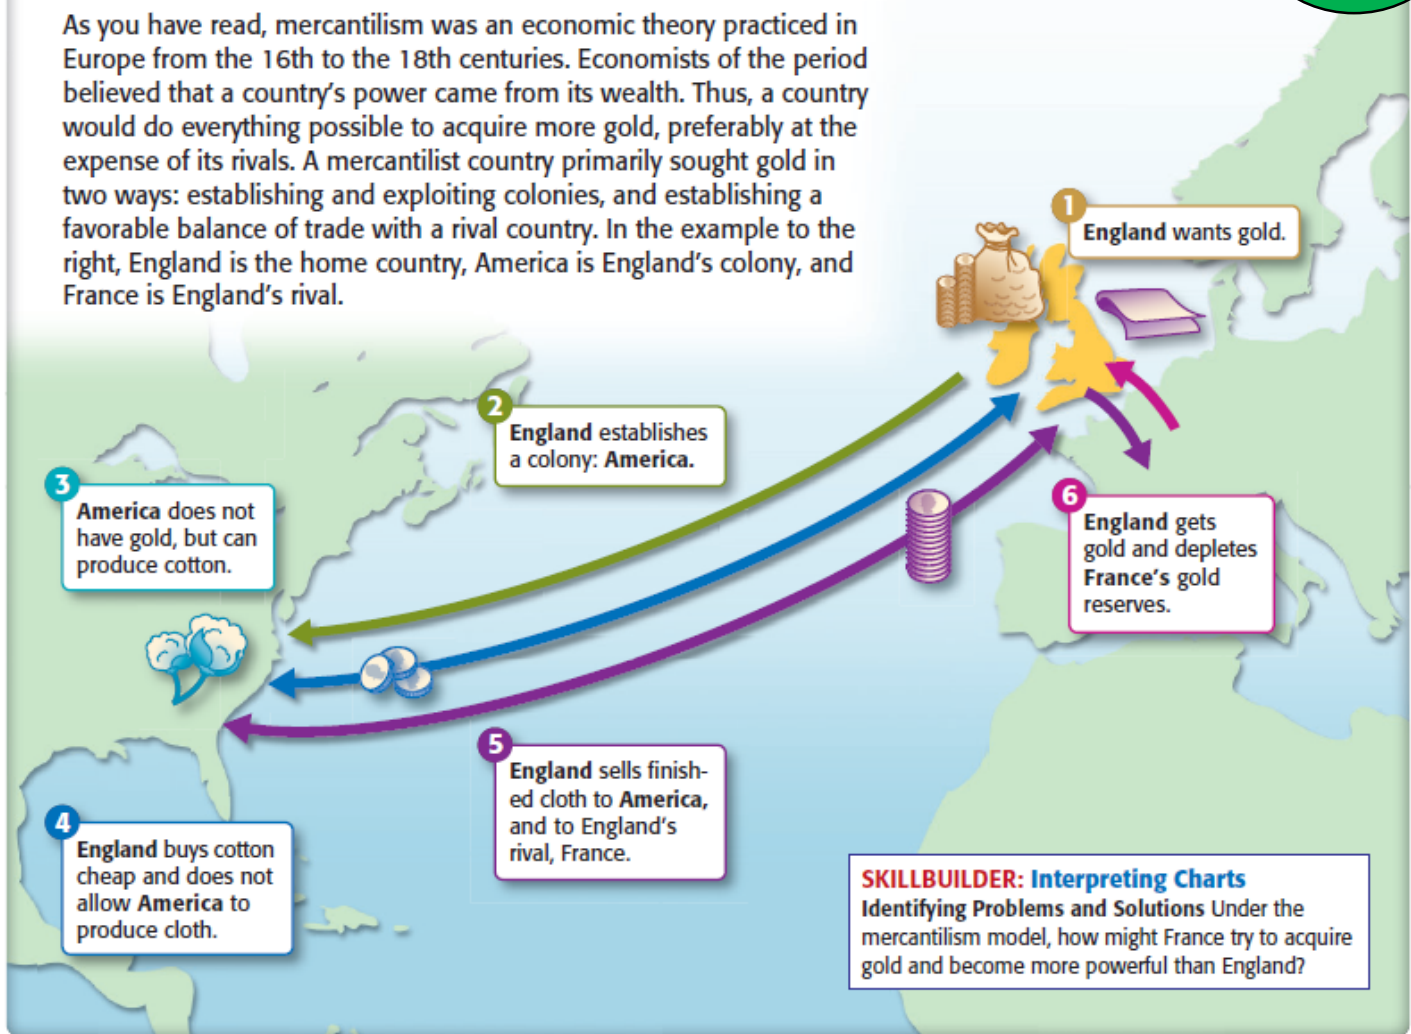 As you have read, mercantilism was an economic theory practiced in
Europe from the 16th to the 18th centuries. Economists of the period
believed that a country's power came from its wealth. Thus, a country
would do everything possible to acquire more gold, preferably at the
expense of its rivals. A mercantilist country primarily sought gold in
two ways: establishing and exploiting colonies, and establishing a
favorable balance of trade with a rival country. In the example to the
right, England is the home country, America is England's colony, and
France is England's rival.
1
England wants gold.
2
England establishes
a colony: America.
3
America does not
have gold, but can
produce cotton.
4
England buys cotton
cheap and does not
allow America to
produce cloth.
5
England sells finish-
ed cloth to America,
and to England's
rival, France.
6
England gets
gold and depletes
France's gold
reserves.
SKILLBUILDER: Interpreting Charts
Identifying Problems and Solutions Under the
mercantilism model, how might France try to acquire
gold and become more powerful than England?